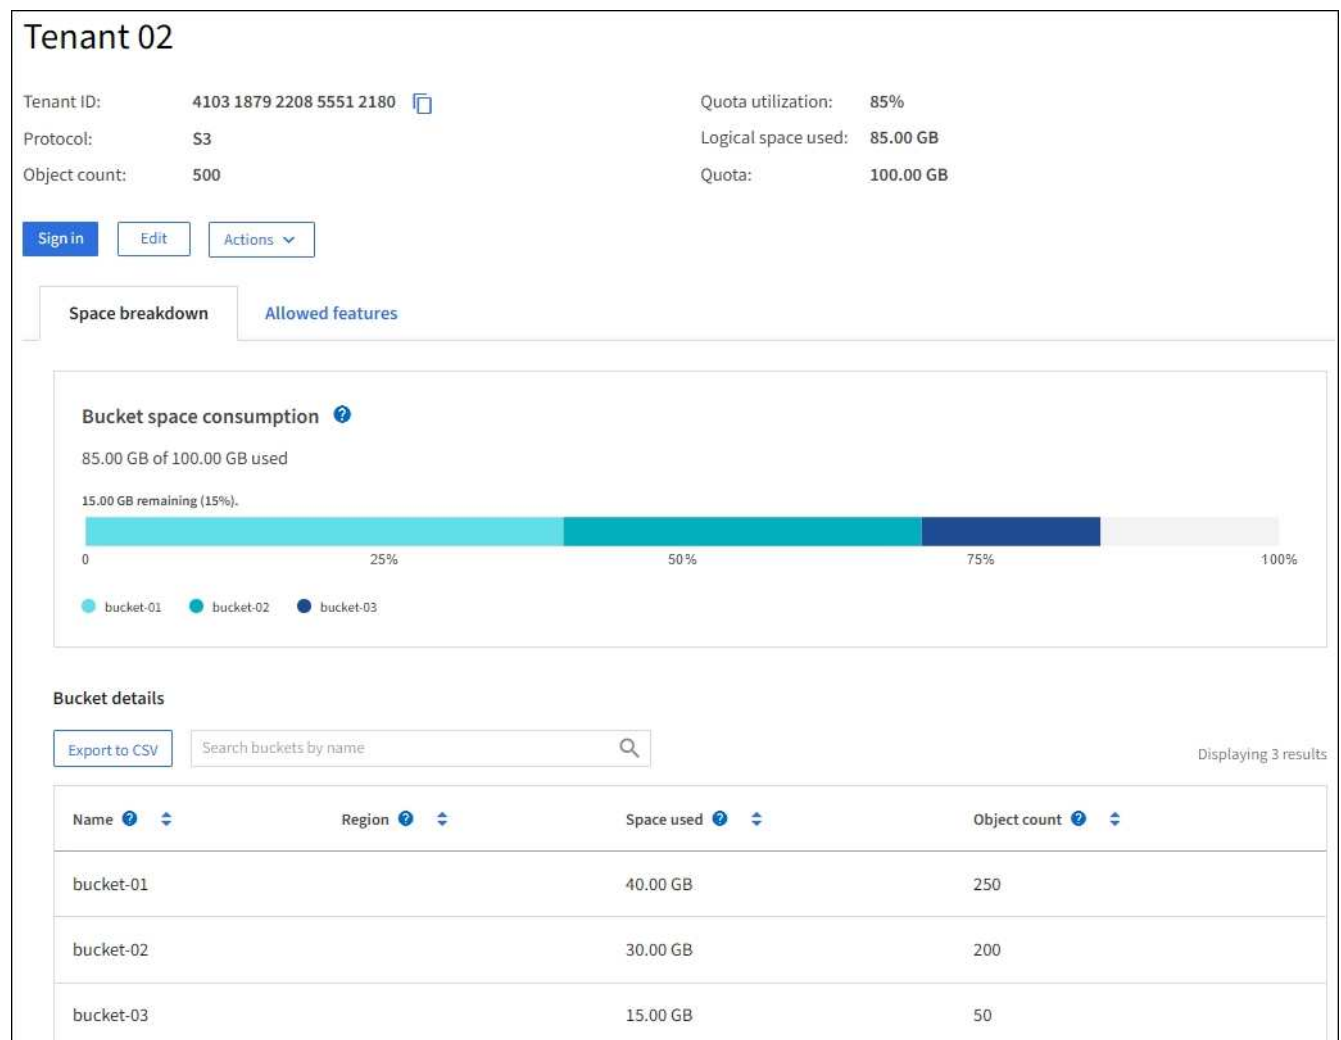 Tenant 02
Tenant ID: 4103 1879 2208 5551 2180
Quota utilization: 85%
Protocol: S3
Logical space used: 85.00 GB
Object count: 500
Quota: 100.00 GB
Sign in Edit Actions
Space breakdown Allowed features
Bucket space consumption ?
85.00 GB of 100.00 GB used
15.00 GB remaining (15%).
0 25% 50% 75% 100%
bucket-01 bucket-02 bucket-03
Bucket details
Export to CSV Search buckets by name Displaying 3 results
Name ? Region ? Space used ? Object count ?
bucket-01 40.00 GB 250
bucket-02 30.00 GB 200
bucket-03 15.00 GB 50